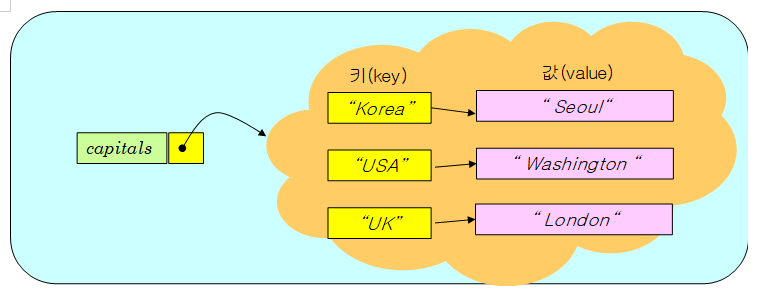 키(key) 값(value)
“Korea” “ Seoul“
capitals
“USA” “ Washington “
“UK” “ London“